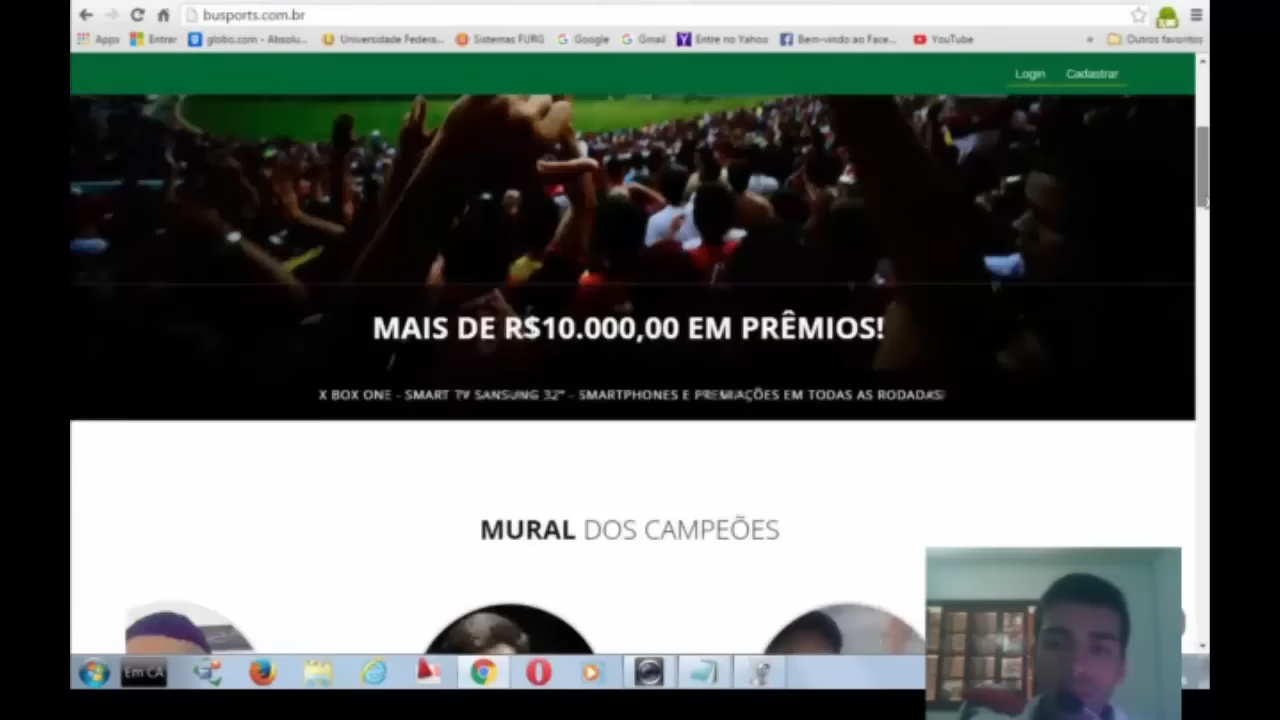 busports.com.br
Apps Entrar globo.com - Absolu... Universidade Federa... Sistemas FURG Google Gmail Entre no Yahoo Bem-vindo ao Face... YouTube » Outros favoritos
Login Cadastrar
MAIS DE R$10.000,00 EM PRÊMIOS!
X BOX ONE - SMART TV SANSUNG 32" - SMARTPHONES E PREMIAÇÕES EM TODAS AS RODADAS!
MURAL DOS CAMPEÕES
Em CA